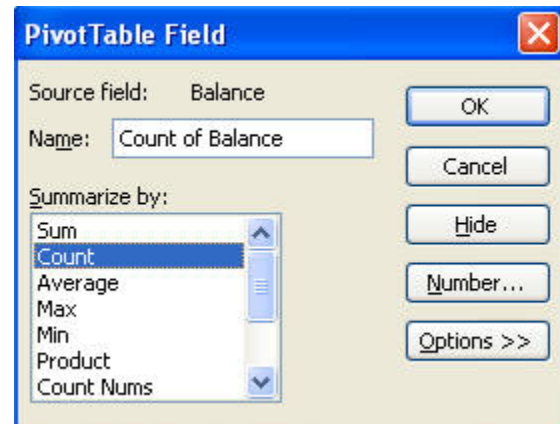 PivotTable Field
Source field: Balance
Name: Count of Balance
Summarize by:
Sum
Count
Average
Max
Min
Product
Count Nums
OK
Cancel
Hide
Number...
Options >>